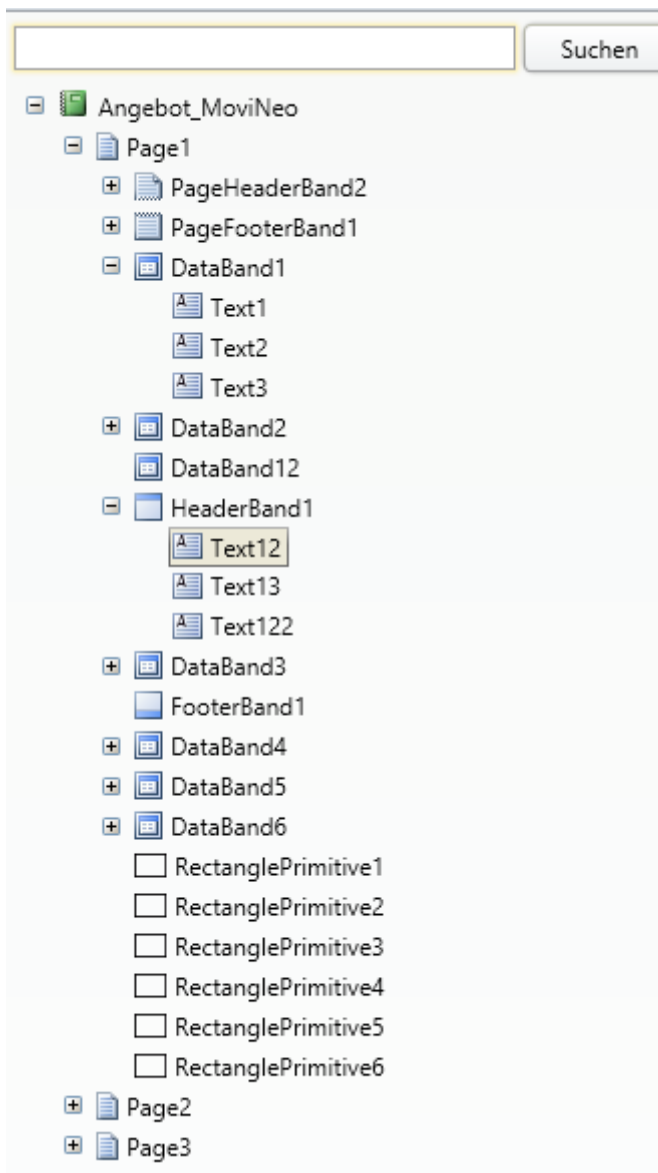 Suchen
Angebot_MoviNeo
Page1
PageHeaderBand2
PageFooterBand1
DataBand1
Text1
Text2
Text3
DataBand2
DataBand12
HeaderBand1
Text12
Text13
Text122
DataBand3
FooterBand1
DataBand4
DataBand5
DataBand6
RectanglePrimitive1
RectanglePrimitive2
RectanglePrimitive3
RectanglePrimitive4
RectanglePrimitive5
RectanglePrimitive6
Page2
Page3